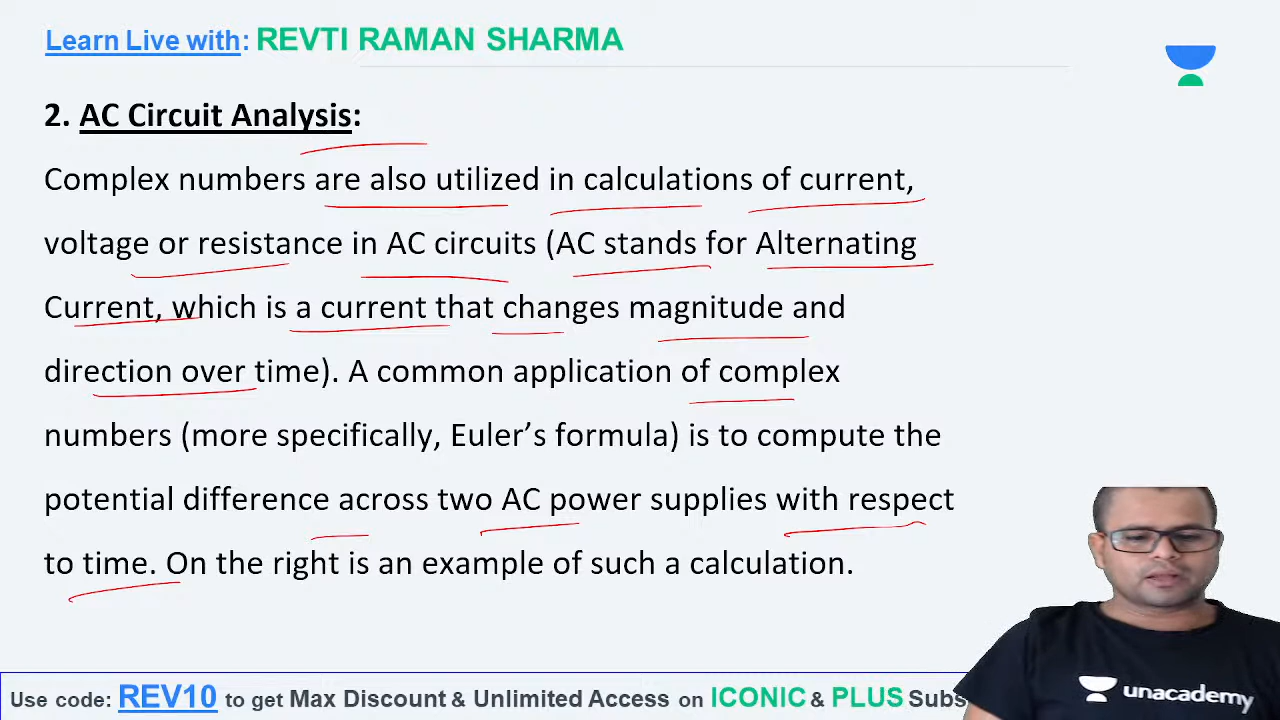 Learn Live with: REVTI RAMAN SHARMA
2. AC Circuit Analysis:
Complex numbers are also utilized in calculations of current,
voltage or resistance in AC circuits (AC stands for Alternating
Current, which is a current that changes magnitude and
direction over time). A common application of complex
numbers (more specifically, Euler’s formula) is to compute the
potential difference across two AC power supplies with respect
to time. On the right is an example of such a calculation.
unacademy
Use code: REV10 to get Max Discount & Unlimited Access on ICONIC & PLUS Subs